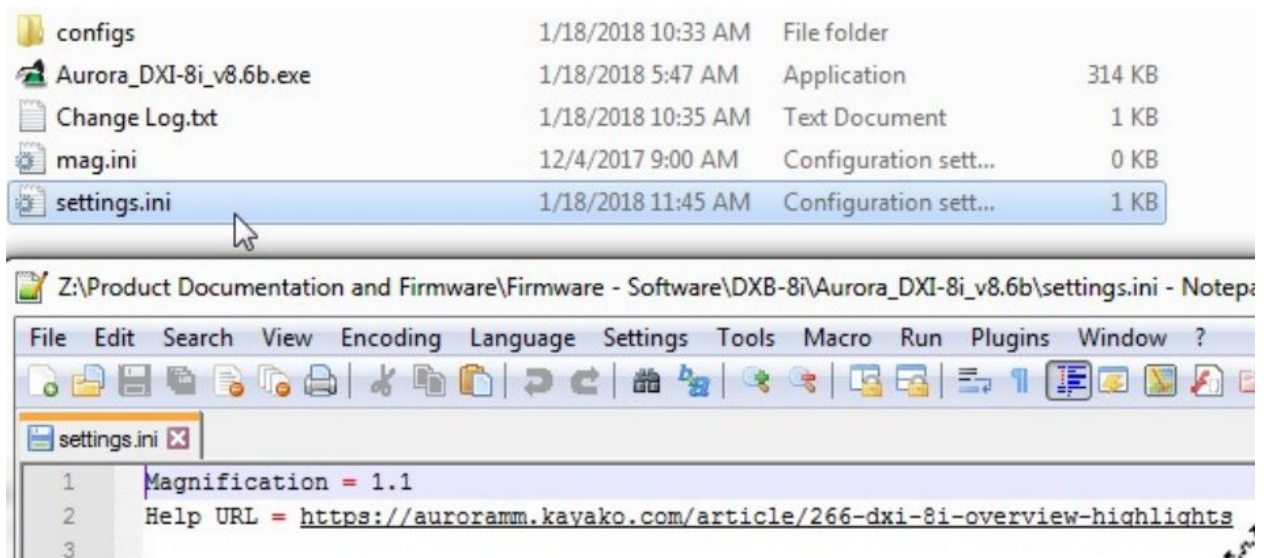 configs 1/18/2018 10:33 AM File folder
Aurora_DXI-8i_v8.6b.exe 1/18/2018 5:47 AM Application 314 KB
Change Log.txt 1/18/2018 10:35 AM Text Document 1 KB
mag.ini 12/4/2017 9:00 AM Configuration sett... 0 KB
settings.ini 1/18/2018 11:45 AM Configuration sett... 1 KB
Z:\Product Documentation and Firmware\Firmware - Software\DXB-8i\Aurora_DXI-8i_v8.6b\settings.ini - Notepa
File Edit Search View Encoding Language Settings Tools Macro Run Plugins Window ?
settings.ini
1 Magnification = 1.1
2 Help URL = https://auroramm.kayako.com/article/266-dxi-8i-overview-highlights
3